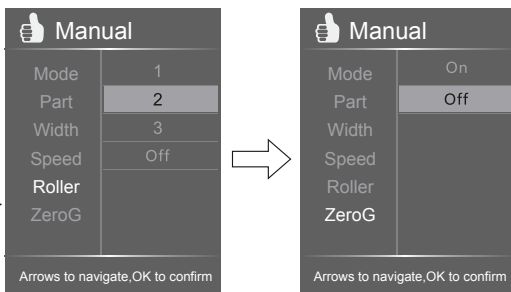 Manual
Mode
Part
Width
Speed
Roller
ZeroG
1
2
3
Off
Arrows to navigate,OK to confirm
Manual
Mode
Part
Width
Speed
Roller
ZeroG
On
Off
Arrows to navigate,OK to confirm